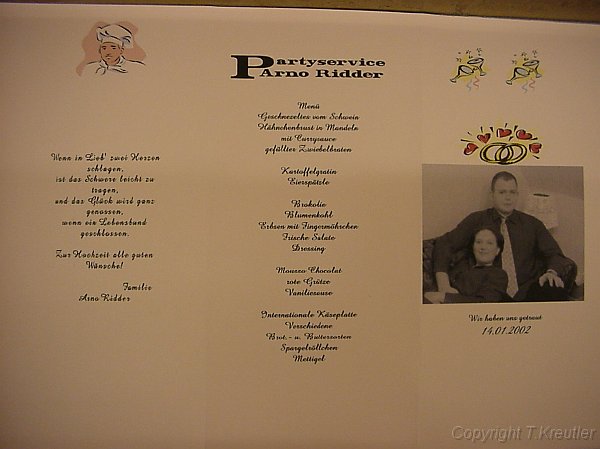 Wenn in Lieb' zwei Herzen
schlagen,
ist das Schwere leicht zu
tragen,
und das Glück wird ganz
genossen,
wenn ein Lebensbund
geschlossen.
Zur Hochzeit alle guten
Wünsche!
Familie
Arno Ridder
Partyservice
Arno Ridder
Menü
Geschnezeltes vom Schwein
Hähnchenbrust in Mandeln
mit Currysauce
gefüllter Zwiebelbraten
Kartoffelgratin
Eierspätzle
Brokolie
Blumenkohl
Erbsen mit Fingermöhrchen
Frische Salate
Dressing
Mousso Chocolat
rote Grütze
Vanillesouse
Internationale Käseplatte
Verschiedene
Brot.- u. Buttersorten
Spargelröllchen
Mettigel
Wir haben uns getraut
14.01.2002
Copyright T.Kreutler